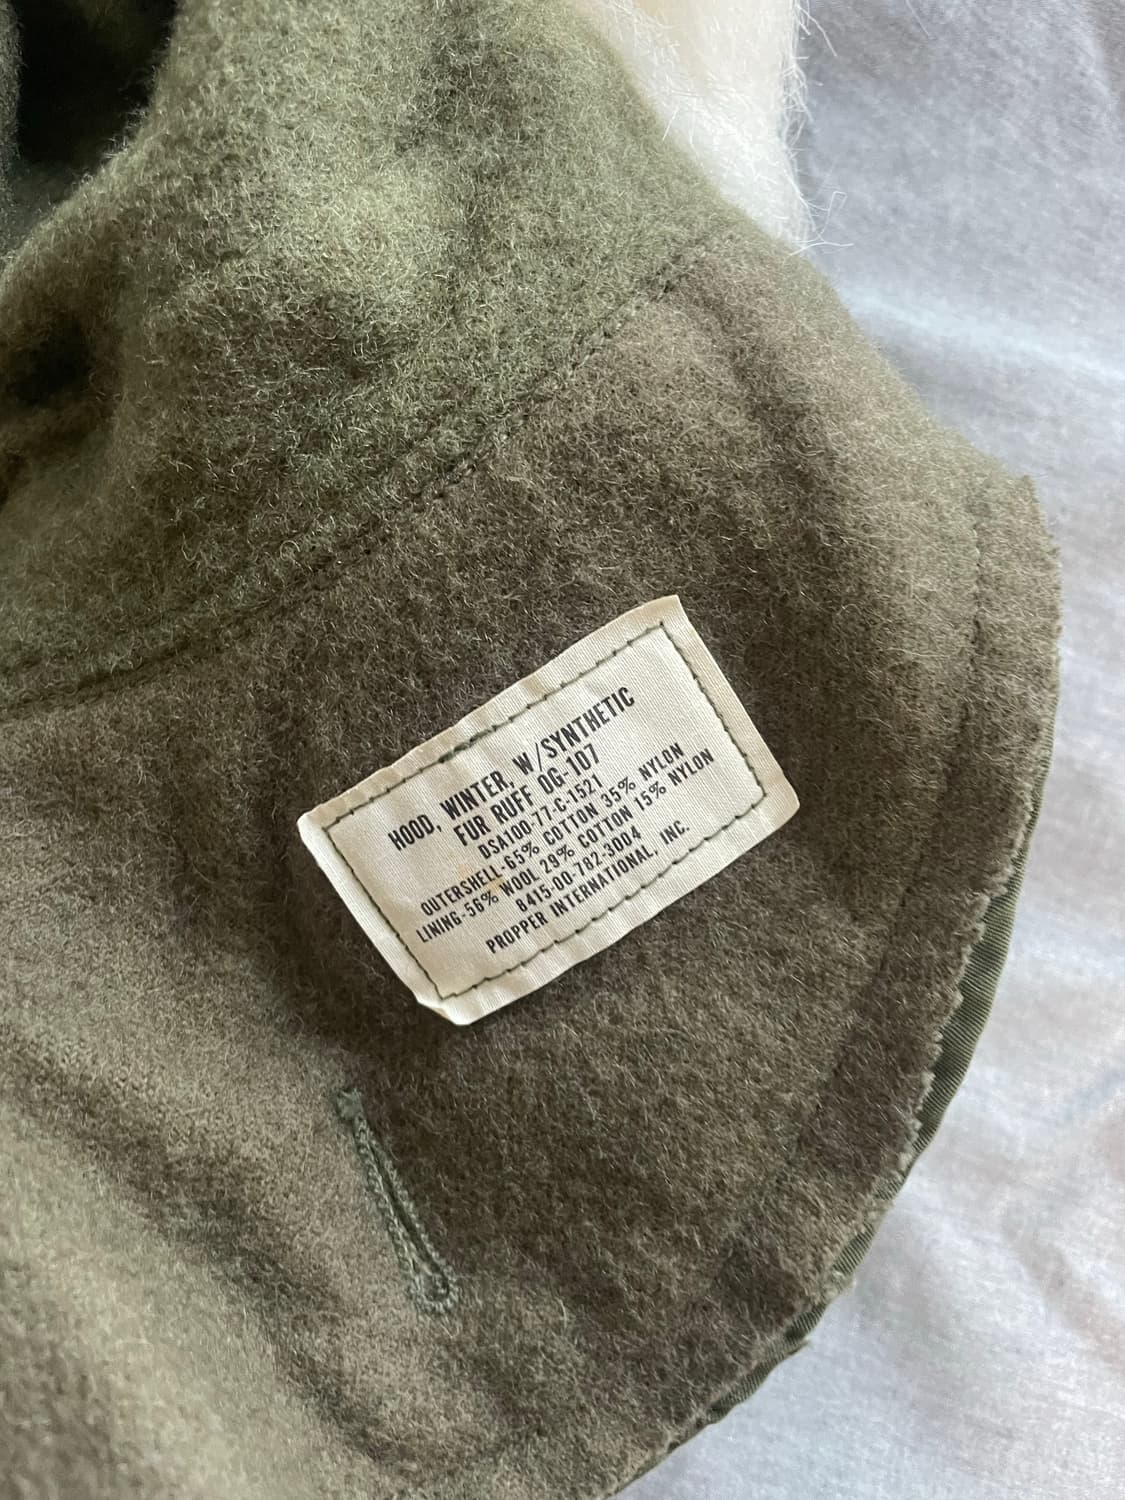 HOOD, WINTER, W/SYNTHETIC
FUR RUFF OG-107
DSA100-77-C-1521
OUTERSHELL-65% COTTON 35% NYLON
LINING-56% WOOL 29% COTTON 15% NYLON
8415-00-782-3004
PROPPER INTERNATIONAL, INC.